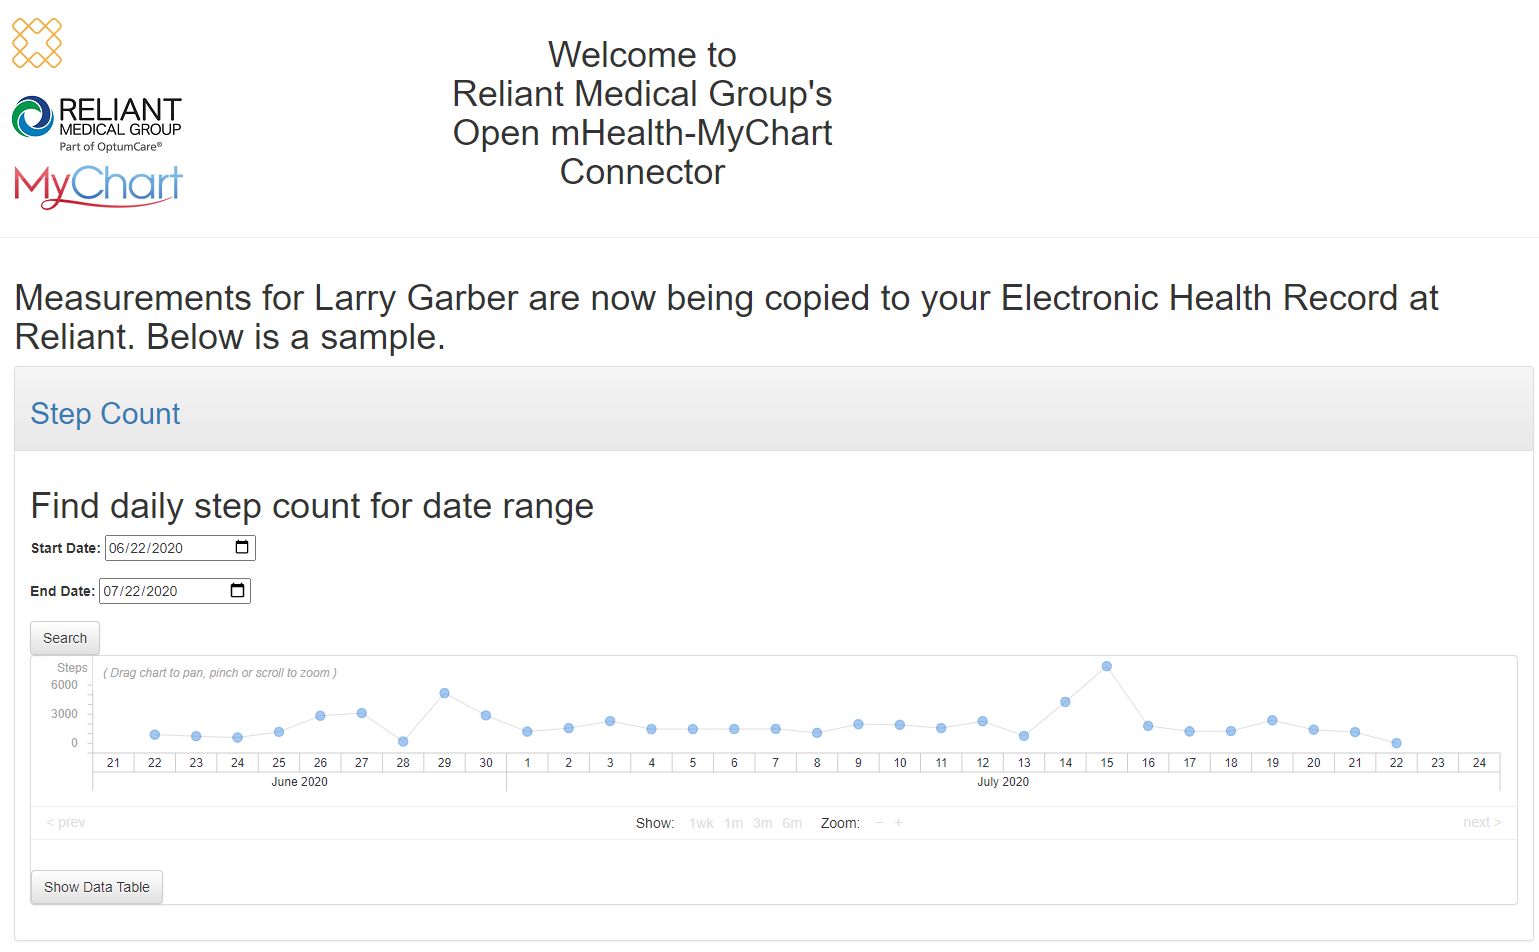 RELIANT
MEDICAL GROUP
Part of OptumCare®
MyChart
Welcome to
Reliant Medical Group's
Open mHealth-MyChart
Connector
Measurements for Larry Garber are now being copied to your Electronic Health Record at
Reliant. Below is a sample.
Step Count
Find daily step count for date range
Start Date: 06/22/2020
End Date: 07/22/2020
Search
Steps
( Drag chart to pan, pinch or scroll to zoom )
6000
3000
0
21 22 23 24 25 26 27 28 29 30 1 2 3 4 5 6 7 8 9 10 11 12 13 14 15 16 17 18 19 20 21 22 23 24
June 2020 July 2020
< prev Show: 1wk 1m 3m 6m Zoom: − + next >
Show Data Table